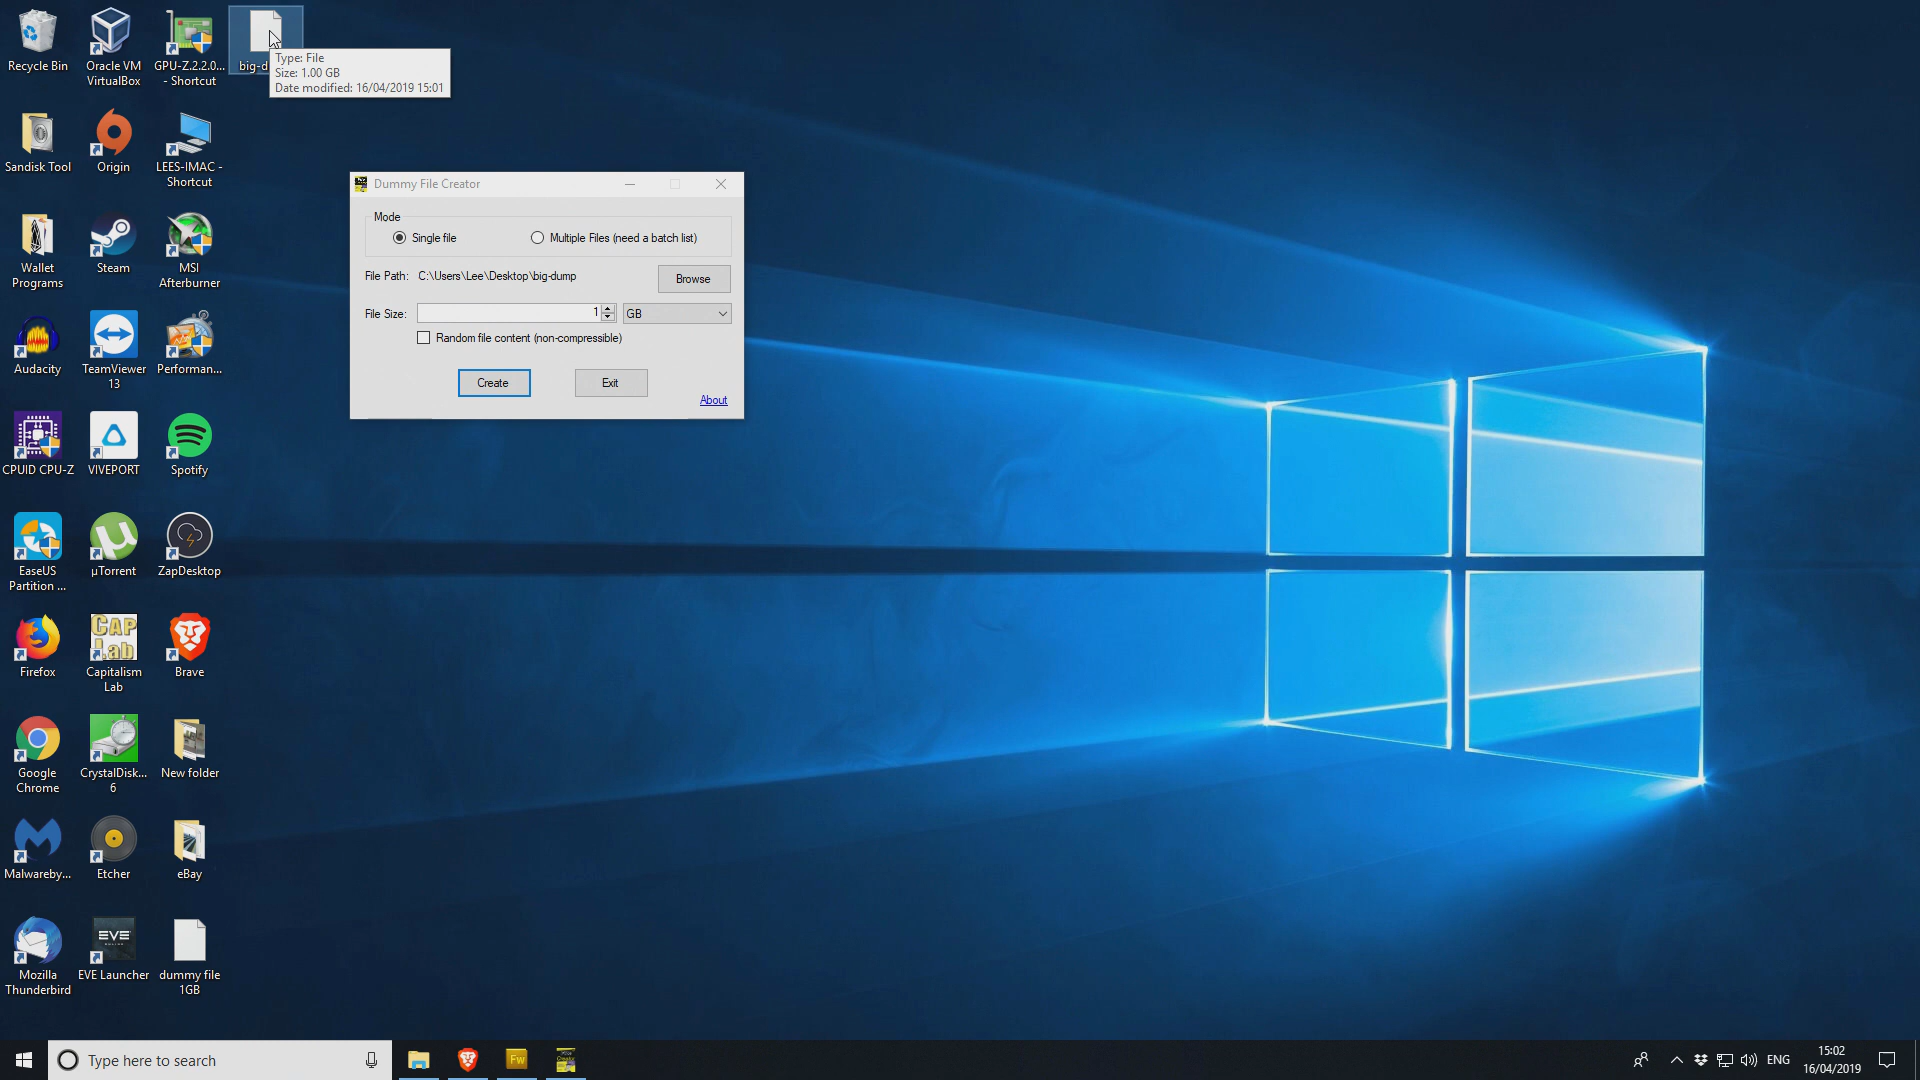 Recycle Bin
Oracle VM
VirtualBox
GPU-Z.2.2.0...
- Shortcut
Type: File
Size: 1.00 GB
Date modified: 16/04/2019 15:01
Sandisk Tool
Origin
LEES-IMAC -
Shortcut
Wallet
Programs
Steam
MSI
Afterburner
Audacity
TeamViewer
13
Performan...
CPUID CPU-Z
VIVEPORT
Spotify
EaseUS
Partition ...
µTorrent
ZapDesktop
Firefox
CAP
Lab
Capitalism
Lab
Brave
Google
Chrome
CrystalDisk...
6
New folder
Malwareby...
Etcher
eBay
Mozilla
Thunderbird
EVE
EVE Launcher
dummy file
1GB
Dummy File Creator
Mode
Single file
Multiple Files (need a batch list)
File Path: C:\Users\Lee\Desktop\big-dump
Browse
File Size: 1 GB
Random file content (non-compressible)
Create
Exit
About
Type here to search
Fw
ENG
15:02
16/04/2019